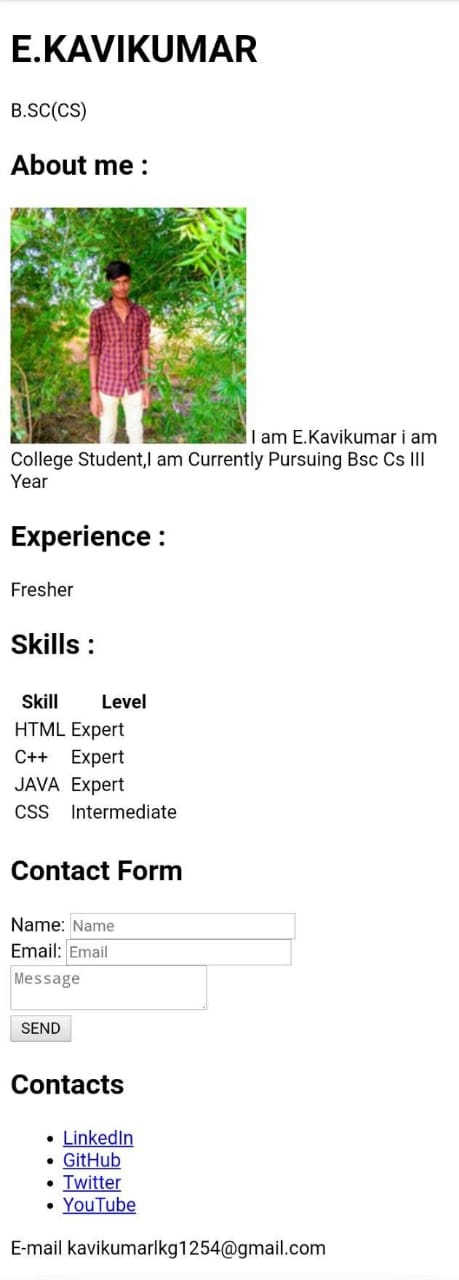 E.KAVIKUMAR
B.SC(CS)
About me :
I am E.Kavikumar i am
College Student,I am Currently Pursuing Bsc Cs III
Year
Experience :
Fresher
Skills :
Skill Level
HTML Expert
C++ Expert
JAVA Expert
CSS Intermediate
Contact Form
Name: Name
Email: Email
Message
SEND
Contacts
• LinkedIn
• GitHub
• Twitter
• YouTube
E-mail kavikumarlkg1254@gmail.com